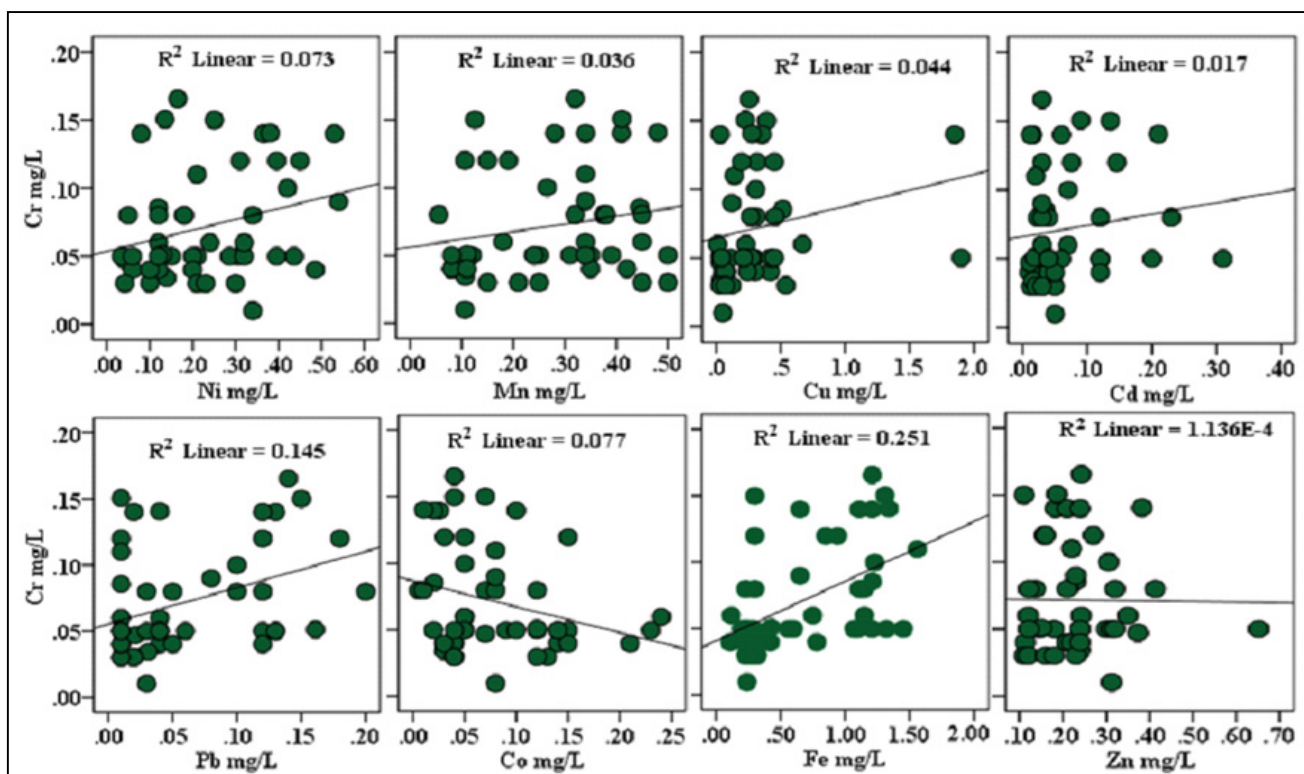 R² Linear = 0.073
R² Linear = 0.036
R² Linear = 0.044
R² Linear = 0.017
Cr mg/L
.20
.15
.10
.05
.00
.00 .10 .20 .30 .40 .50 .60
.00 .10 .20 .30 .40 .50
.0 .5 1.0 1.5 2.0
.00 .10 .20 .30 .40
Ni mg/L
Mn mg/L
Cu mg/L
Cd mg/L
R² Linear = 0.145
R² Linear = 0.077
R² Linear = 0.251
R² Linear = 1.136E-4
Cr mg/L
.20
.15
.10
.05
.00
.00 .05 .10 .15 .20
.00 .05 .10 .15 .20 .25
.00 .50 1.00 1.50 2.00
.10 .20 .30 .40 .50 .60 .70
Pb mg/L
Co mg/L
Fe mg/L
Zn mg/L